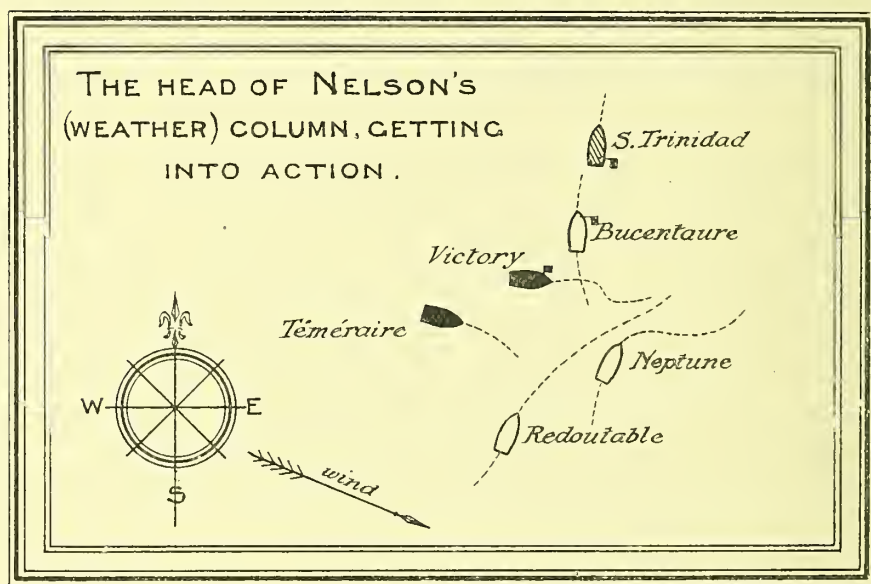 THE HEAD OF NELSON'S
(WEATHER) COLUMN, GETTING
INTO ACTION.
S. Trinidad
Bucentaure
Victory
Téméraire
Neptune
Redoutable
W
E
S
wind